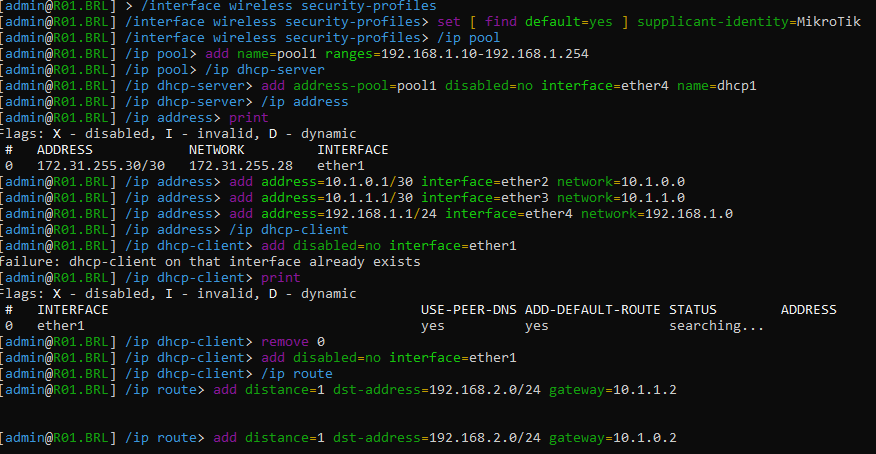 [admin@R01.BRL] > /interface wireless security-profiles
[admin@R01.BRL] /interface wireless security-profiles> set [ find default=yes ] supplicant-identity=MikroTik
[admin@R01.BRL] /interface wireless security-profiles> /ip pool
[admin@R01.BRL] /ip pool> add name=pool1 ranges=192.168.1.10-192.168.1.254
[admin@R01.BRL] /ip pool> /ip dhcp-server
[admin@R01.BRL] /ip dhcp-server> add address-pool=pool1 disabled=no interface=ether4 name=dhcp1
[admin@R01.BRL] /ip dhcp-server> /ip address
[admin@R01.BRL] /ip address> print
Flags: X - disabled, I - invalid, D - dynamic
# ADDRESS NETWORK INTERFACE
0 172.31.255.30/30 172.31.255.28 ether1
[admin@R01.BRL] /ip address> add address=10.1.0.1/30 interface=ether2 network=10.1.0.0
[admin@R01.BRL] /ip address> add address=10.1.1.1/30 interface=ether3 network=10.1.1.0
[admin@R01.BRL] /ip address> add address=192.168.1.1/24 interface=ether4 network=192.168.1.0
[admin@R01.BRL] /ip address> /ip dhcp-client
[admin@R01.BRL] /ip dhcp-client> add disabled=no interface=ether1
failure: dhcp-client on that interface already exists
[admin@R01.BRL] /ip dhcp-client> print
Flags: X - disabled, I - invalid, D - dynamic
# INTERFACE USE-PEER-DNS ADD-DEFAULT-ROUTE STATUS ADDRESS
0 ether1 yes yes searching...
[admin@R01.BRL] /ip dhcp-client> remove 0
[admin@R01.BRL] /ip dhcp-client> add disabled=no interface=ether1
[admin@R01.BRL] /ip dhcp-client> /ip route
[admin@R01.BRL] /ip route> add distance=1 dst-address=192.168.2.0/24 gateway=10.1.1.2
[admin@R01.BRL] /ip route> add distance=1 dst-address=192.168.2.0/24 gateway=10.1.0.2